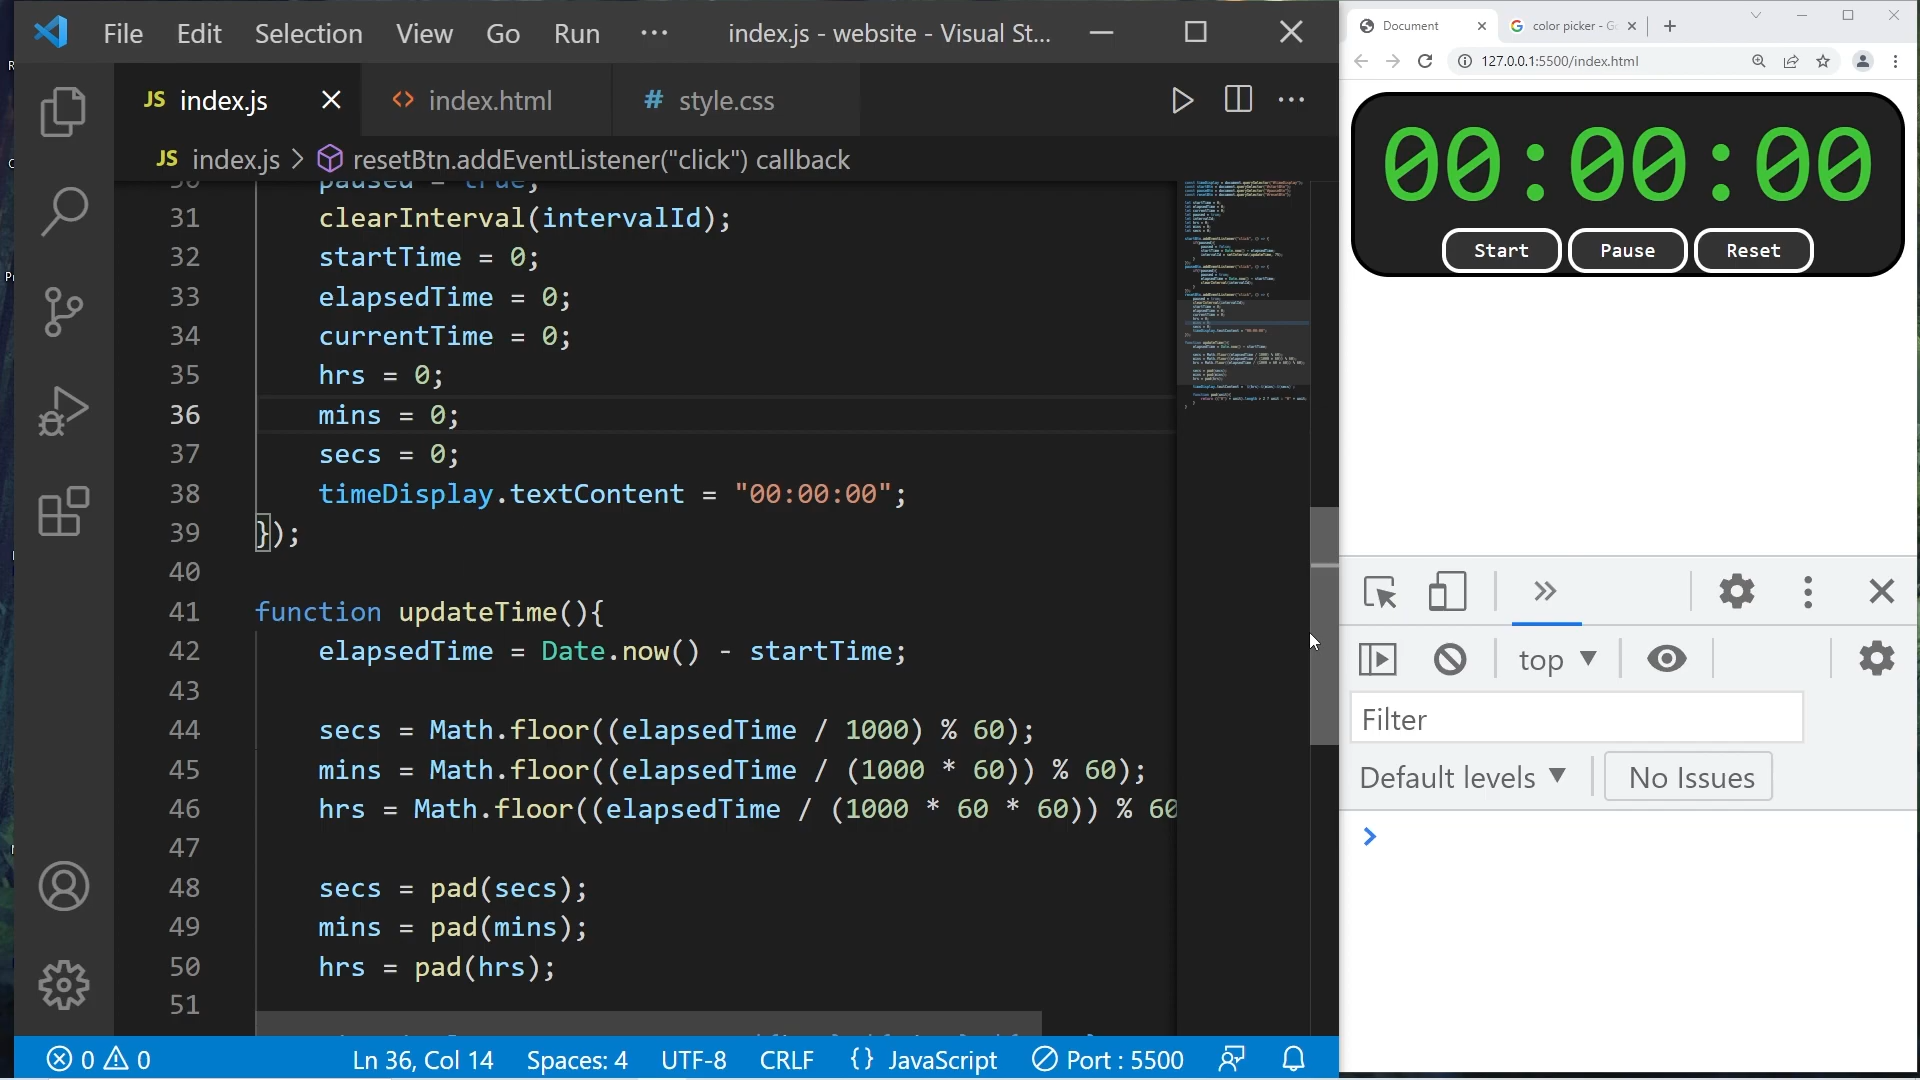 File Edit Selection View Go Run ··· index.js - website - Visual St...
JS index.js index.html # style.css
JS index.js > resetBtn.addEventListener("click") callback
30 paused = true;
31 clearInterval(intervalId);
32 startTime = 0;
33 elapsedTime = 0;
34 currentTime = 0;
35 hrs = 0;
36 mins = 0;
37 secs = 0;
38 timeDisplay.textContent = "00:00:00";
39 });
40
41 function updateTime(){
42 elapsedTime = Date.now() - startTime;
43
44 secs = Math.floor((elapsedTime / 1000) % 60);
45 mins = Math.floor((elapsedTime / (1000 * 60)) % 60);
46 hrs = Math.floor((elapsedTime / (1000 * 60 * 60)) % 60
47
48 secs = pad(secs);
49 mins = pad(mins);
50 hrs = pad(hrs);
51
0 0 Ln 36, Col 14 Spaces: 4 UTF-8 CRLF {} JavaScript Port : 5500
Document color picker - Go
127.0.0.1:5500/index.html
00:00:00
Start Pause Reset
top
Filter
Default levels No Issues